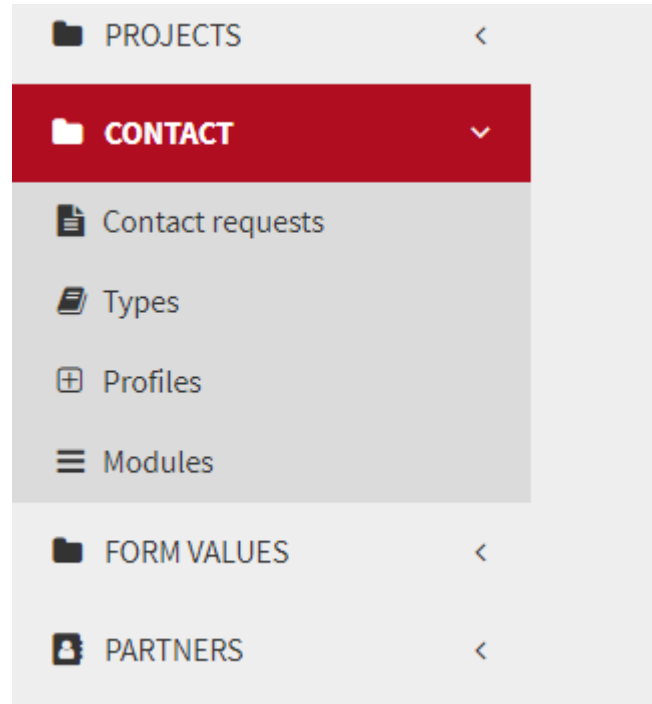 PROJECTS
CONTACT
Contact requests
Types
Profiles
Modules
FORM VALUES
PARTNERS